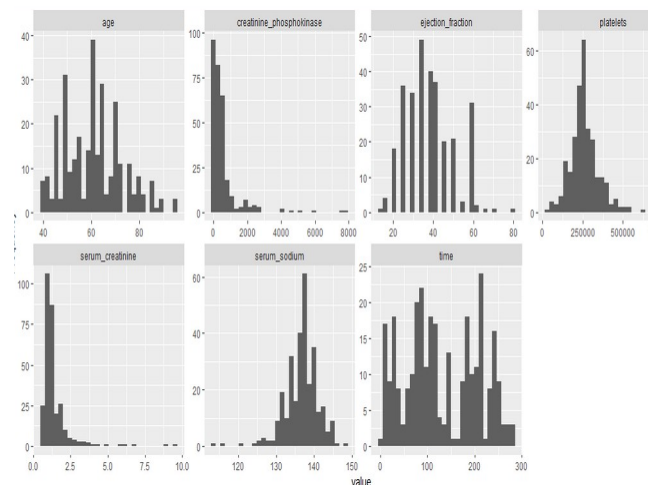 age creatinine_phosphokinase ejection_fraction platelets
40- 100- 50- 60-
30- 75- 40- 40-
20- 50- 30- 20-
10- 25- 20- 0-
0- 0- 10-
0-
40 60 80 0 2000 4000 6000 8000 20 40 60 80 0 250000 500000
serum_creatinine serum_sodium time
100- 60- 25-
75- 40- 20-
50- 20- 15-
25- 0- 10-
0- 5-
0-
0.0 2.5 5.0 7.5 10.0 120 130 140 150 0 100 200 300
value